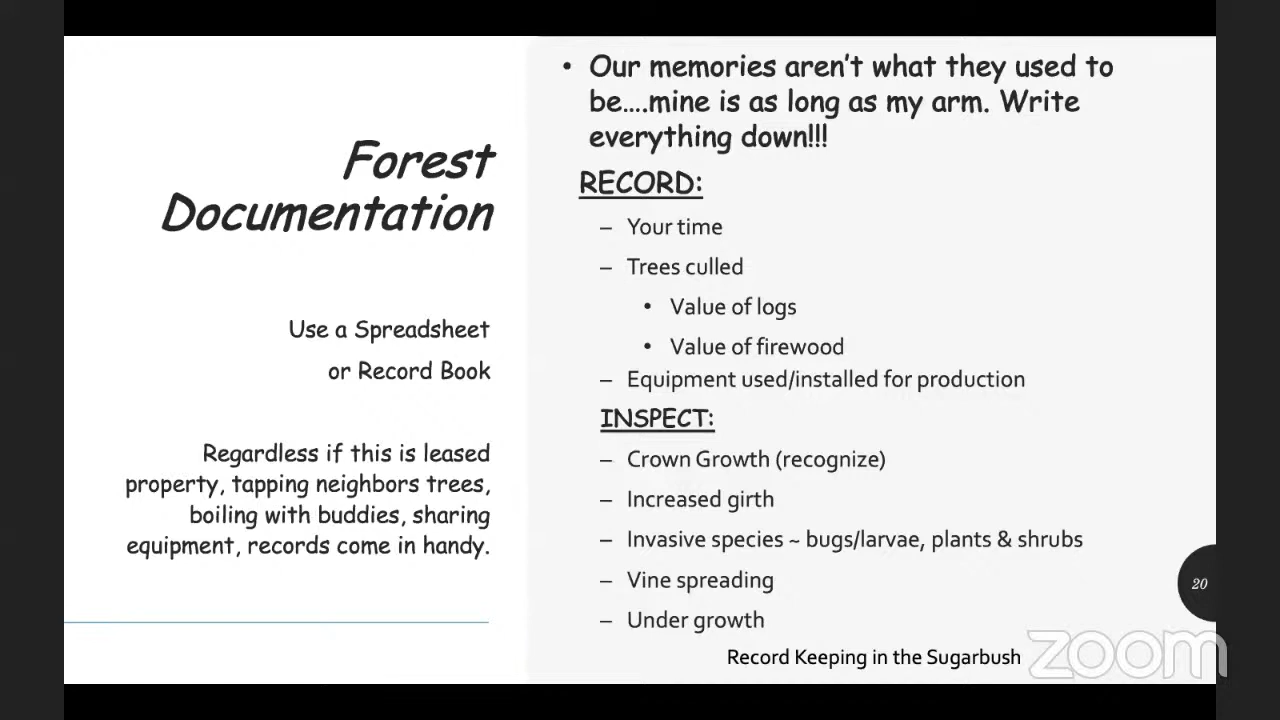 Forest
Documentation
Use a Spreadsheet
or Record Book
Regardless if this is leased
property, tapping neighbors trees,
boiling with buddies, sharing
equipment, records come in handy.
• Our memories aren't what they used to
be....mine is as long as my arm. Write
everything down!!!
RECORD:
– Your time
– Trees culled
• Value of logs
• Value of firewood
– Equipment used/installed for production
INSPECT:
– Crown Growth (recognize)
– Increased girth
– Invasive species ~ bugs/larvae, plants & shrubs
– Vine spreading
– Under growth
20
Record Keeping in the Sugarbush
zoom